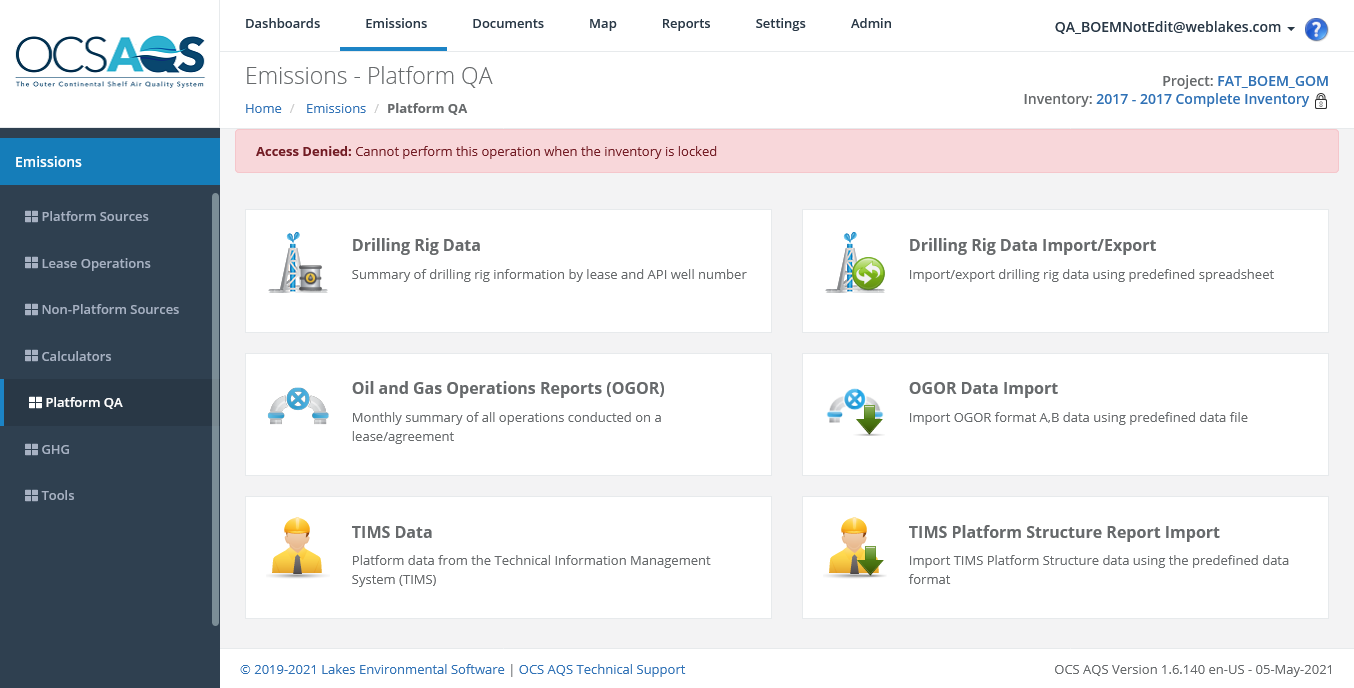 OCSAQS
The Outer Continental Shelf Air Quality System
Dashboards Emissions Documents Map Reports Settings Admin
QA_BOEMNotEdit@weblakes.com ?
Emissions - Platform QA
Home / Emissions / Platform QA
Project: FAT_BOEM_GOM
Inventory: 2017 - 2017 Complete Inventory
Access Denied: Cannot perform this operation when the inventory is locked
Emissions
Platform Sources
Lease Operations
Non-Platform Sources
Calculators
Platform QA
GHG
Tools
Drilling Rig Data
Summary of drilling rig information by lease and API well number
Drilling Rig Data Import/Export
Import/export drilling rig data using predefined spreadsheet
Oil and Gas Operations Reports (OGOR)
Monthly summary of all operations conducted on a
lease/agreement
OGOR Data Import
Import OGOR format A,B data using predefined data file
TIMS Data
Platform data from the Technical Information Management
System (TIMS)
TIMS Platform Structure Report Import
Import TIMS Platform Structure data using the predefined data
format
© 2019-2021 Lakes Environmental Software | OCS AQS Technical Support
OCS AQS Version 1.6.140 en-US - 05-May-2021